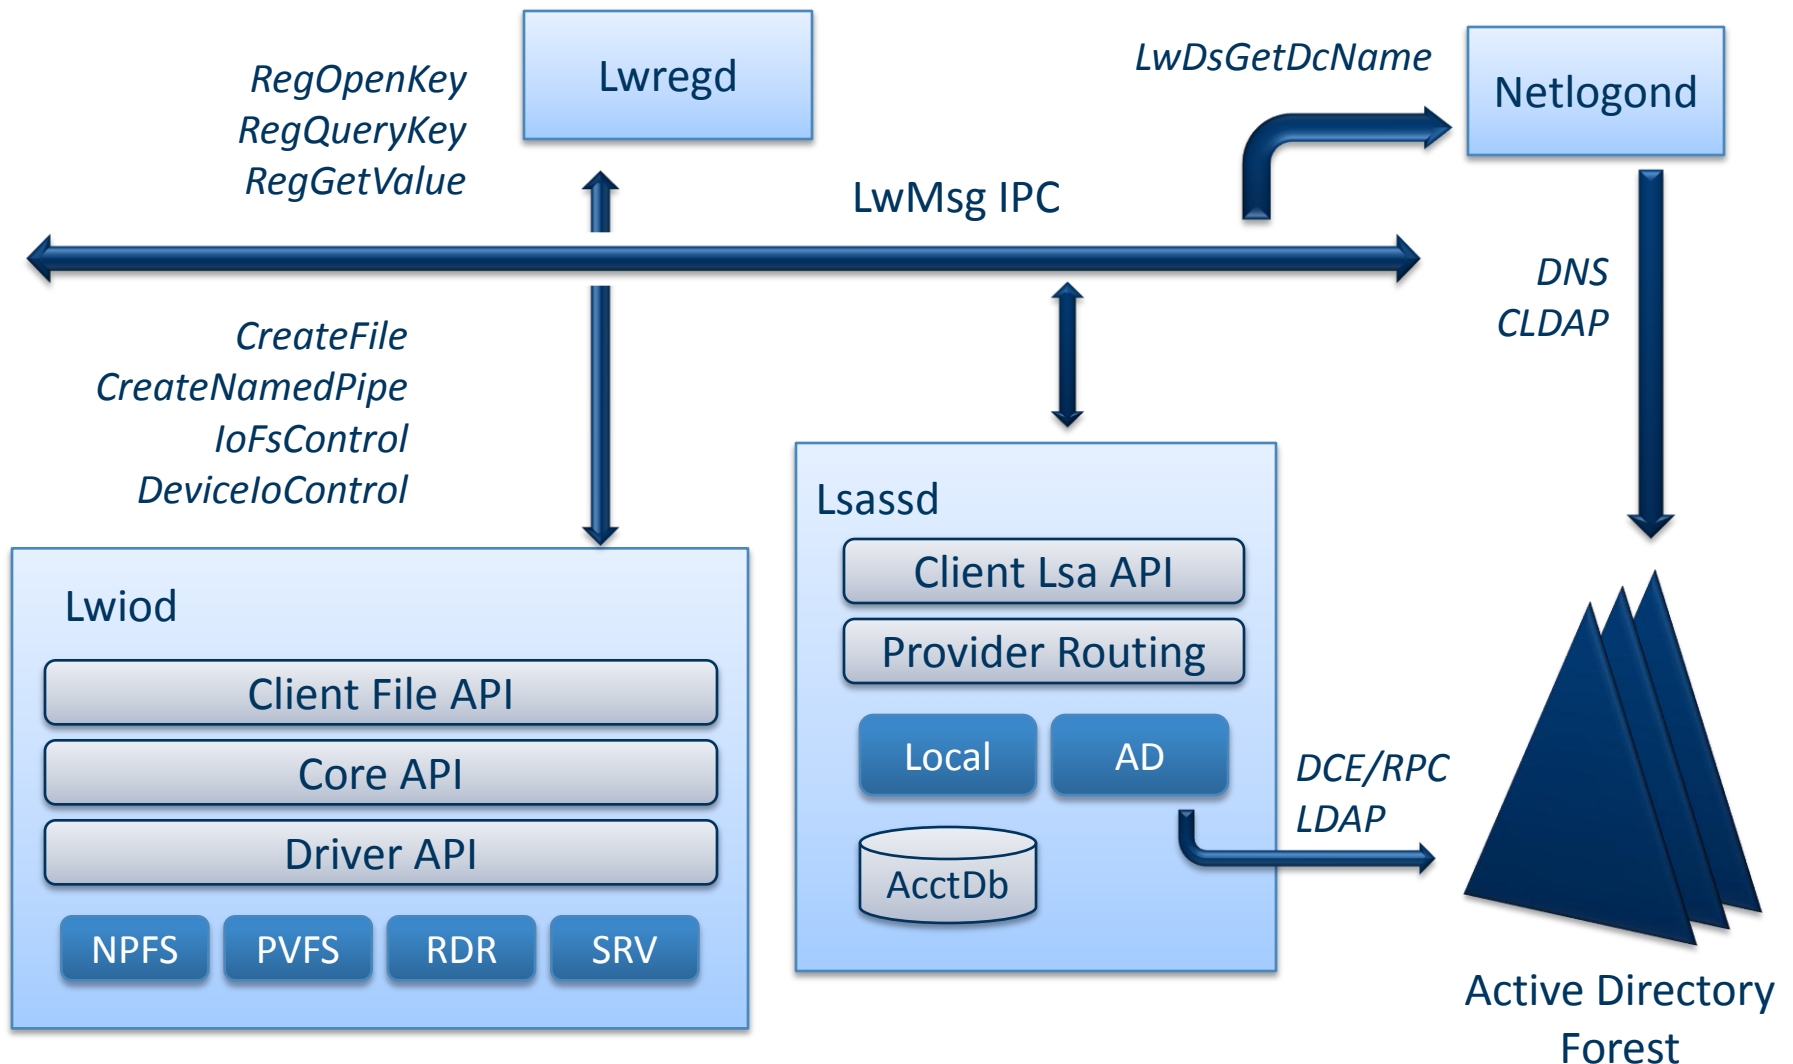 RegOpenKey
RegQueryKey
RegGetValue
Lwregd
LwDsGetDcName
Netlogond
LwMsg IPC
DNS
CLDAP
CreateFile
CreateNamedPipe
IoFsControl
DeviceIoControl
Lwiod
Client File API
Core API
Driver API
NPFS
PVFS
RDR
SRV
Lsassd
Client Lsa API
Provider Routing
Local
AD
AcctDb
DCE/RPC
LDAP
Active Directory
Forest